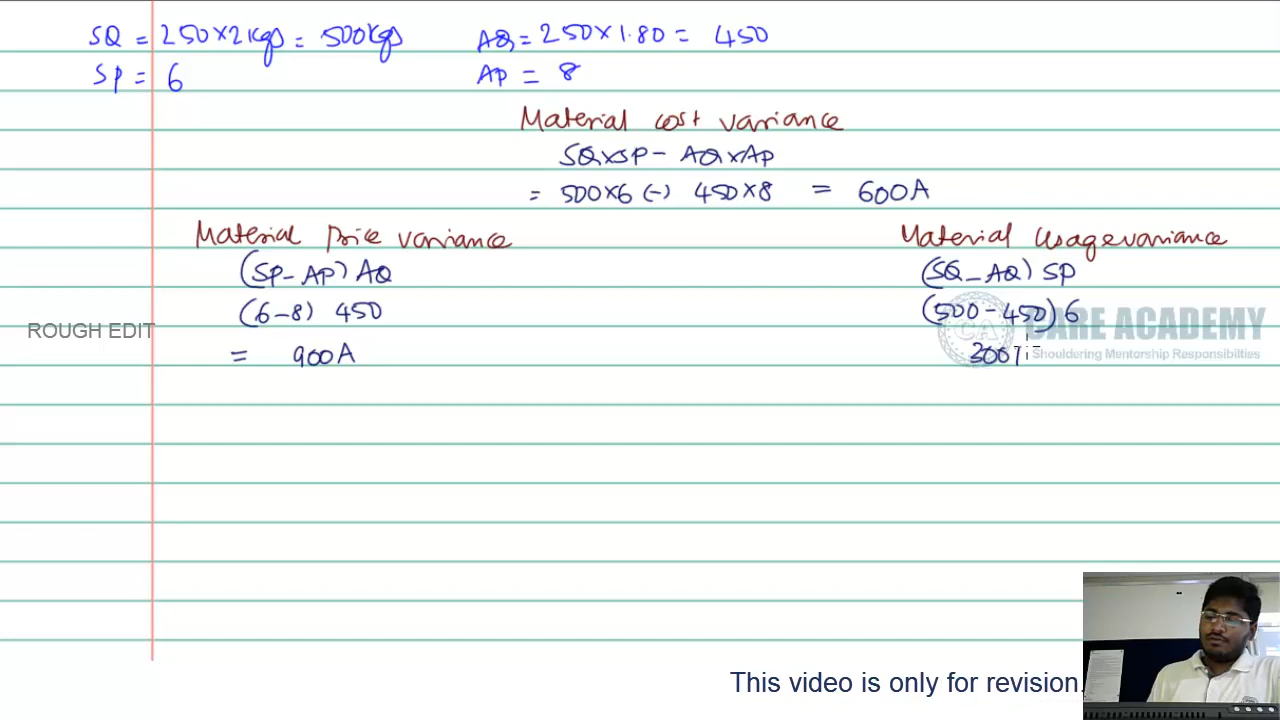 SQ = 250×2Kgs = 500Kgs AQ = 250×1.80 = 450
SP = 6 AP = 8
Material cost variance
SQ×SP – AQ×AP
= 500×6 (–) 450×8 = 600A
Material Price variance Material Usage variance
(SP – AP) AQ (SQ – AQ) SP
(6–8) 450 (500 – 450) 6
ROUGH EDIT CARE ACADEMY
CA
= 900A 300
Shouldering Mentorship Responsibilties
This video is only for revision.